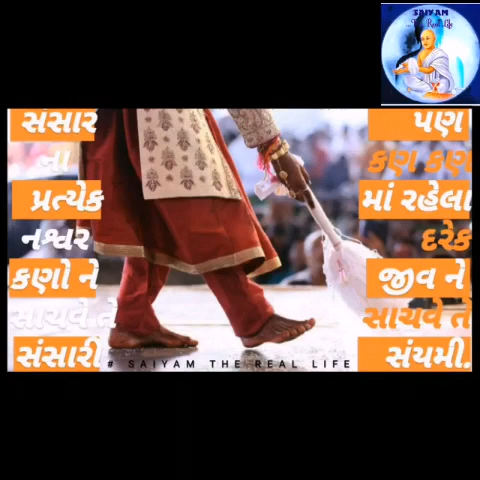 SAIYAM
...The Real Life
સંસાર
ના
પ્રત્યેક
નશ્વર
કણો ને
સાચવે તે
સંસારી
પણ
કણ કણ
માં રહેલા
દરેક
જીવ ને
સાચવે તે
સંયમી.
# SAIYAM THE REAL LIFE